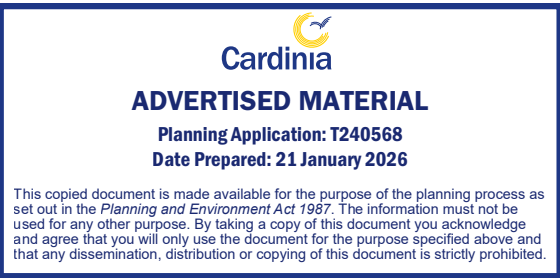 Cardinia
ADVERTISED MATERIAL
Planning Application: T240568
Date Prepared: 21 January 2026
This copied document is made available for the purpose of the planning process as
set out in the Planning and Environment Act 1987. The information must not be
used for any other purpose. By taking a copy of this document you acknowledge
and agree that you will only use the document for the purpose specified above and
that any dissemination, distribution or copying of this document is strictly prohibited.